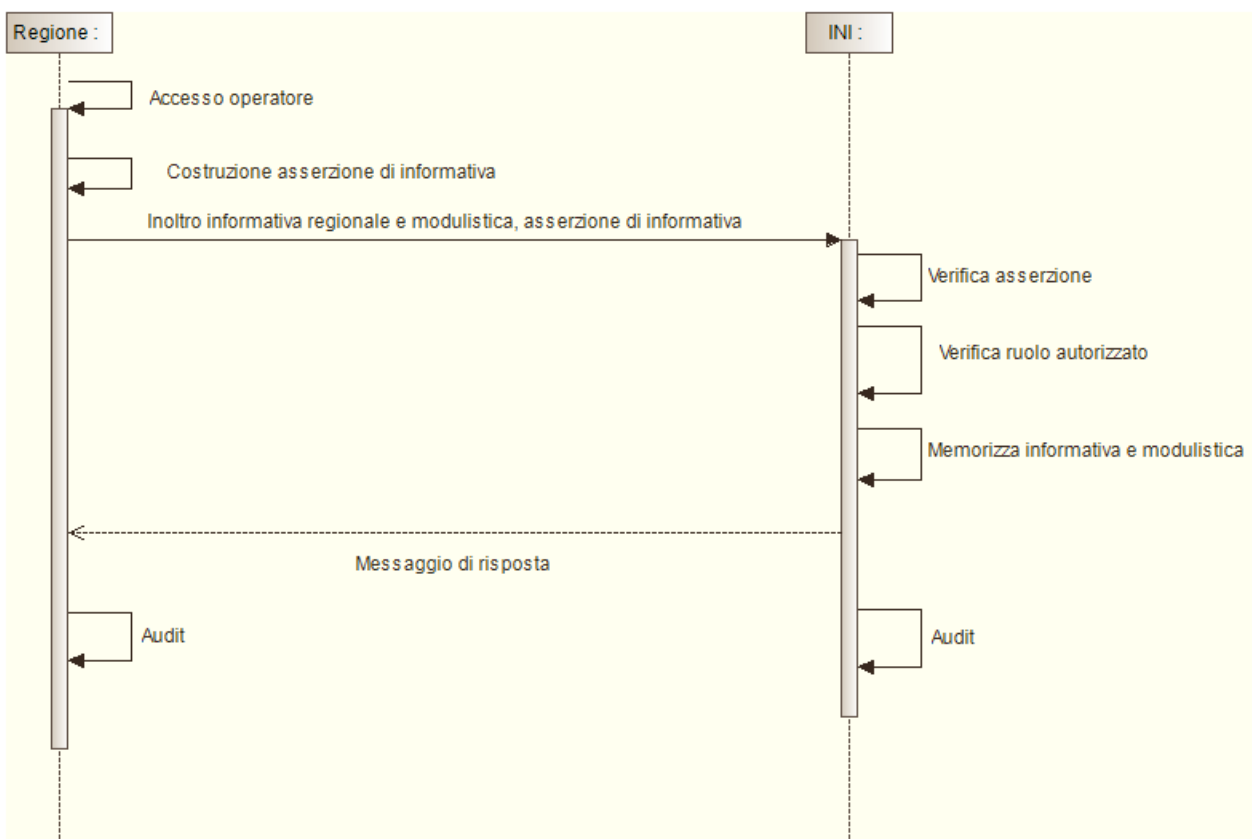 Regione :
INI :
Accesso operatore
Costruzione asserzione di informativa
Inoltro informativa regionale e modulistica, asserzione di informativa
Verifica asserzione
Verifica ruolo autorizzato
Memorizza informativa e modulistica
Messaggio di risposta
Audit
Audit